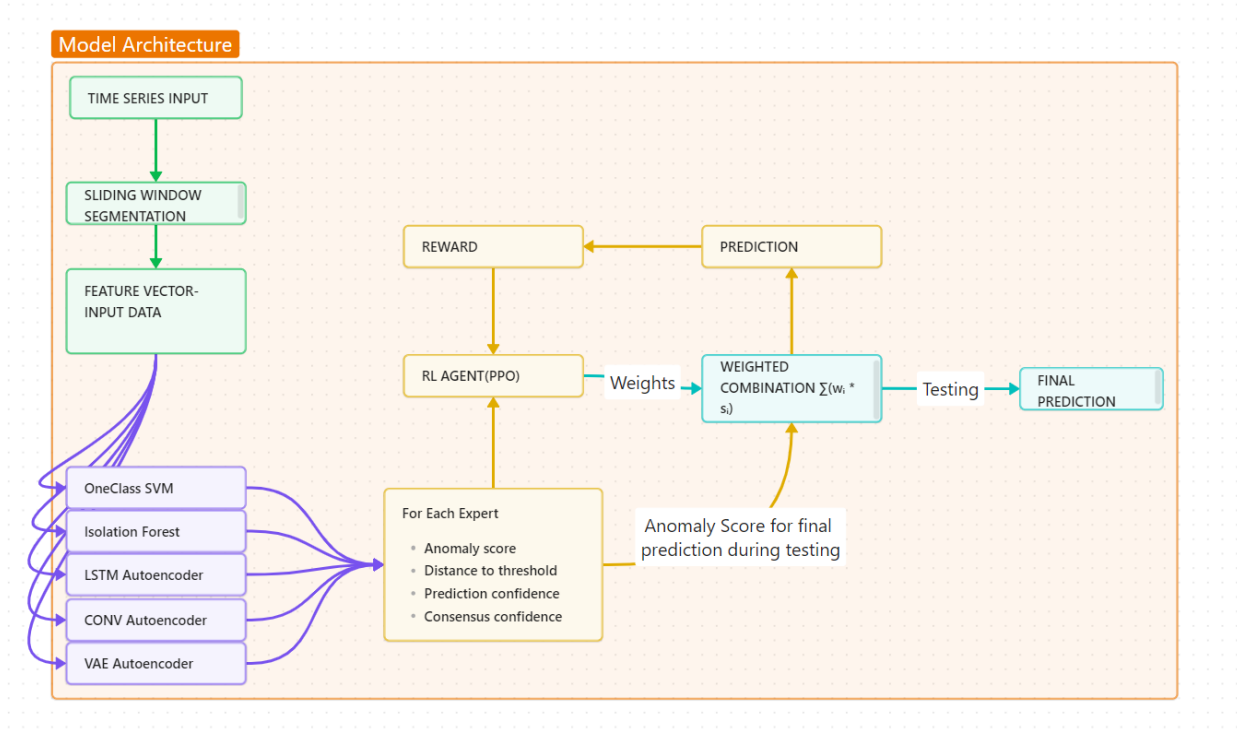 Model Architecture
TIME SERIES INPUT
SLIDING WINDOW
SEGMENTATION
FEATURE VECTOR-
INPUT DATA
REWARD
PREDICTION
RL AGENT(PPO)
Weights
WEIGHTED
COMBINATION ∑(wᵢ *
sᵢ)
Testing
FINAL
PREDICTION
OneClass SVM
Isolation Forest
LSTM Autoencoder
CONV Autoencoder
VAE Autoencoder
For Each Expert
• Anomaly score
• Distance to threshold
• Prediction confidence
• Consensus confidence
Anomaly Score for final
prediction during testing